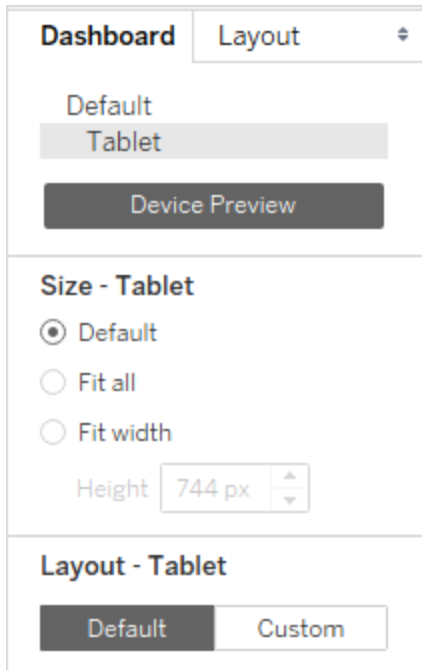 Dashboard Layout
Default
Tablet
Device Preview
Size - Tablet
Default
Fit all
Fit width
Height 744 px
Layout - Tablet
Default Custom